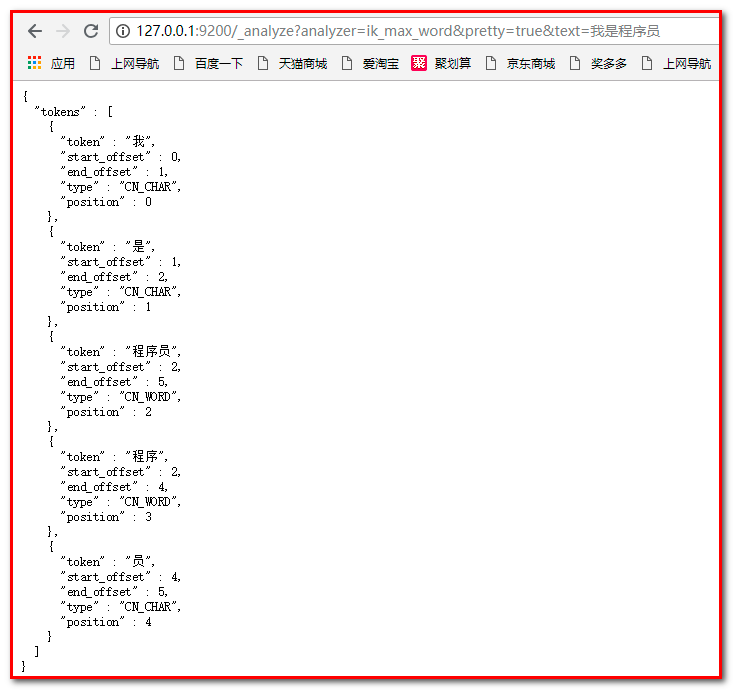 127.0.0.1:9200/_analyze?analyzer=ik_max_word&pretty=true&text=我是程序员
应用 上网导航 百度一下 天猫商城 爱淘宝 聚 聚划算 京东商城 奖多多 上网导航
{
  "tokens" : [
    {
      "token" : "我",
      "start_offset" : 0,
      "end_offset" : 1,
      "type" : "CN_CHAR",
      "position" : 0
    },
    {
      "token" : "是",
      "start_offset" : 1,
      "end_offset" : 2,
      "type" : "CN_CHAR",
      "position" : 1
    },
    {
      "token" : "程序员",
      "start_offset" : 2,
      "end_offset" : 5,
      "type" : "CN_WORD",
      "position" : 2
    },
    {
      "token" : "程序",
      "start_offset" : 2,
      "end_offset" : 4,
      "type" : "CN_WORD",
      "position" : 3
    },
    {
      "token" : "员",
      "start_offset" : 4,
      "end_offset" : 5,
      "type" : "CN_CHAR",
      "position" : 4
    }
  ]
}